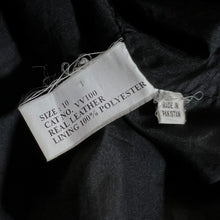 SIZE: 10
CAT NO. VV100
REAL LEATHER
LINING 100% POLYESTER
MADE IN
PAKISTAN